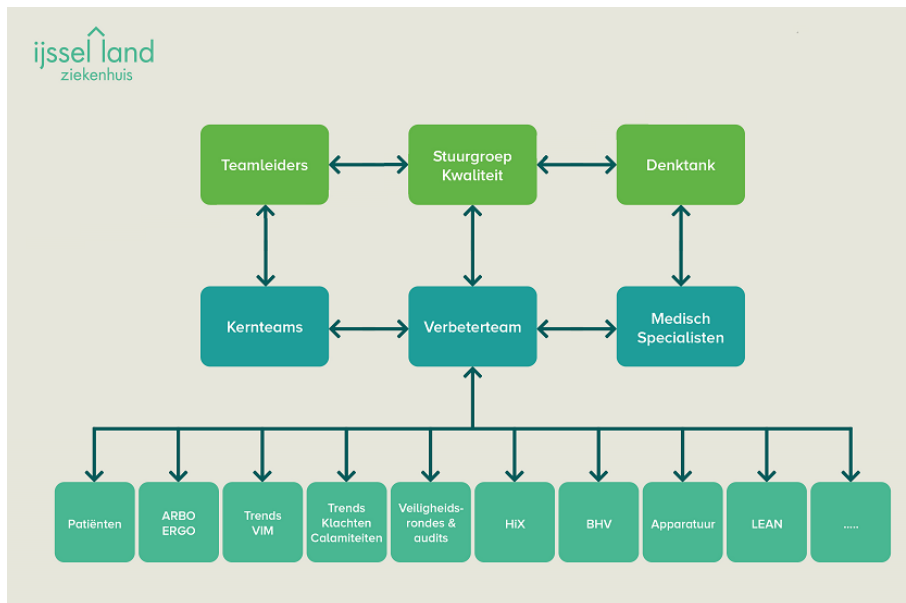 ijssel land
ziekenhuis
Teamleiders
Stuurgroep
Kwaliteit
Denktank
Kernteams
Verbeterteam
Medisch
Specialisten
Patiënten
ARBO
ERGO
Trends
VIM
Trends
Klachten
Calamiteiten
Veiligheids-
rondes &
audits
HiX
BHV
Apparatuur
LEAN
.....